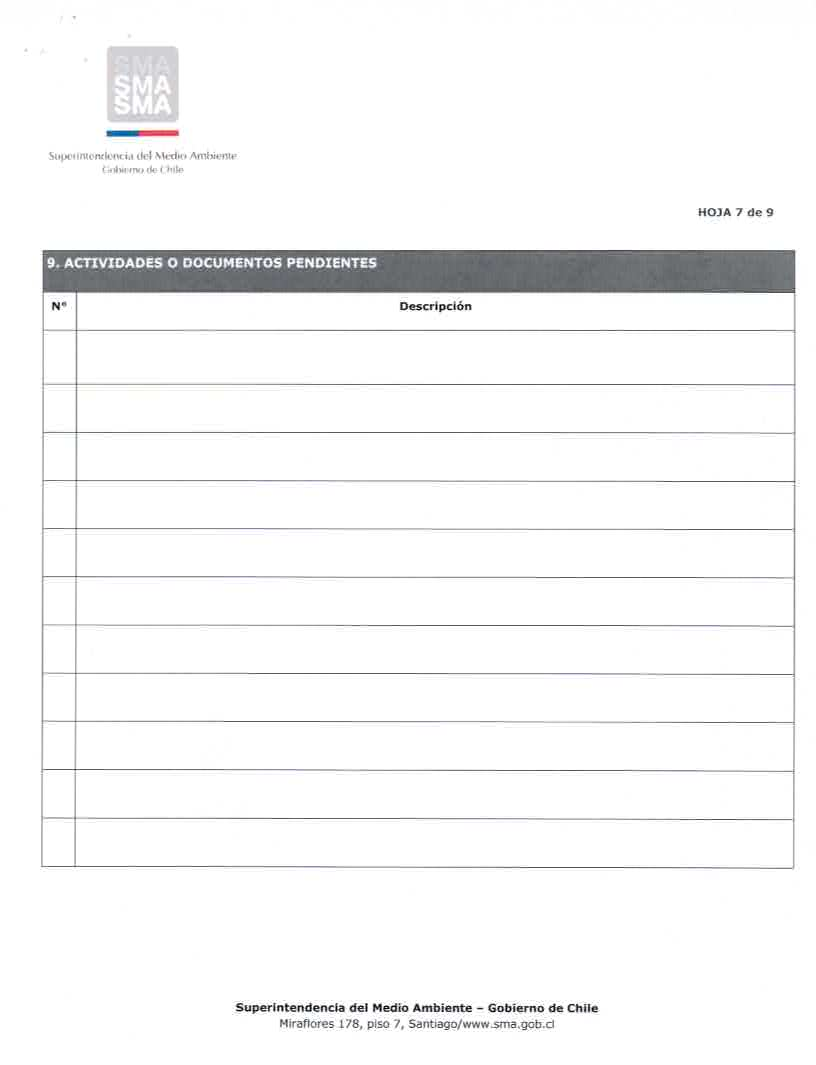 SMA
SMA
SMA
Superintendencia del Medio Ambiente
Gobierno de Chile
HOJA 7 de 9
9. ACTIVIDADES O DOCUMENTOS PENDIENTES
N° Descripción
Superintendencia del Medio Ambiente – Gobierno de Chile
Miraflores 178, piso 7, Santiago/www.sma.gob.cl